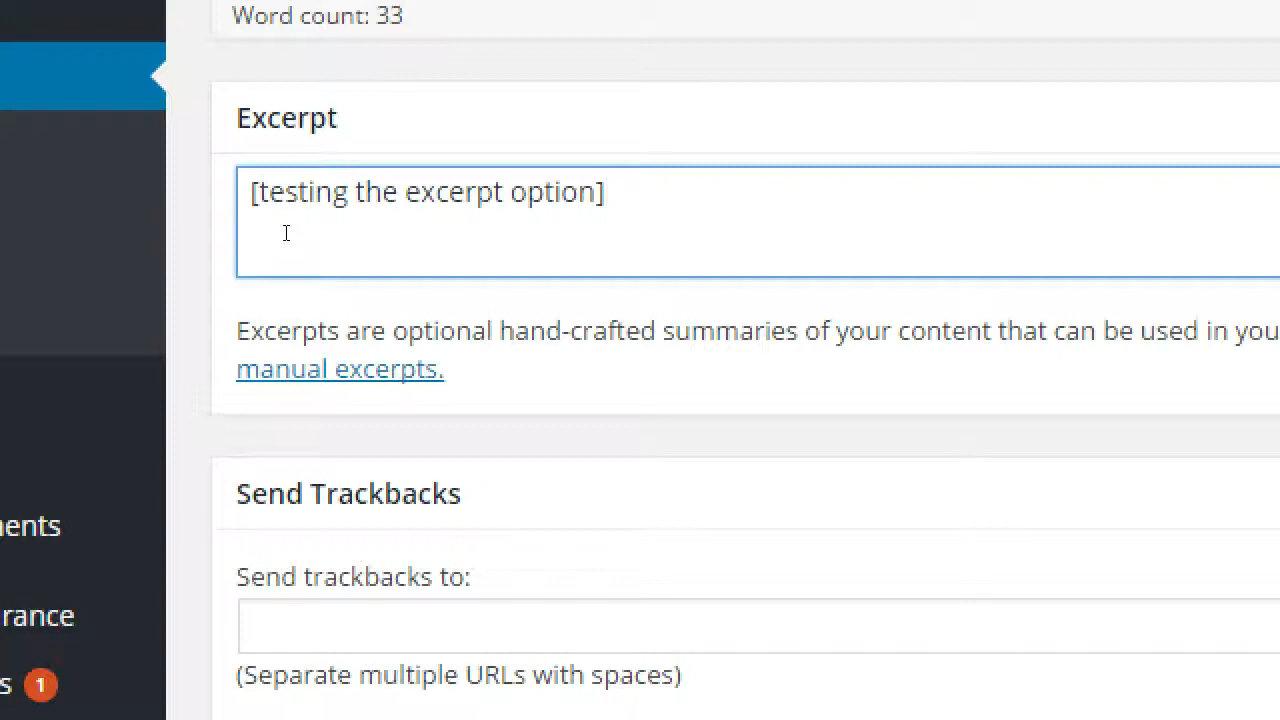 Word count: 33
Excerpt
[testing the excerpt option]
Excerpts are optional hand-crafted summaries of your content that can be used in you
manual excerpts.
Send Trackbacks
Send trackbacks to:
ments
rance
(Separate multiple URLs with spaces)
s 1